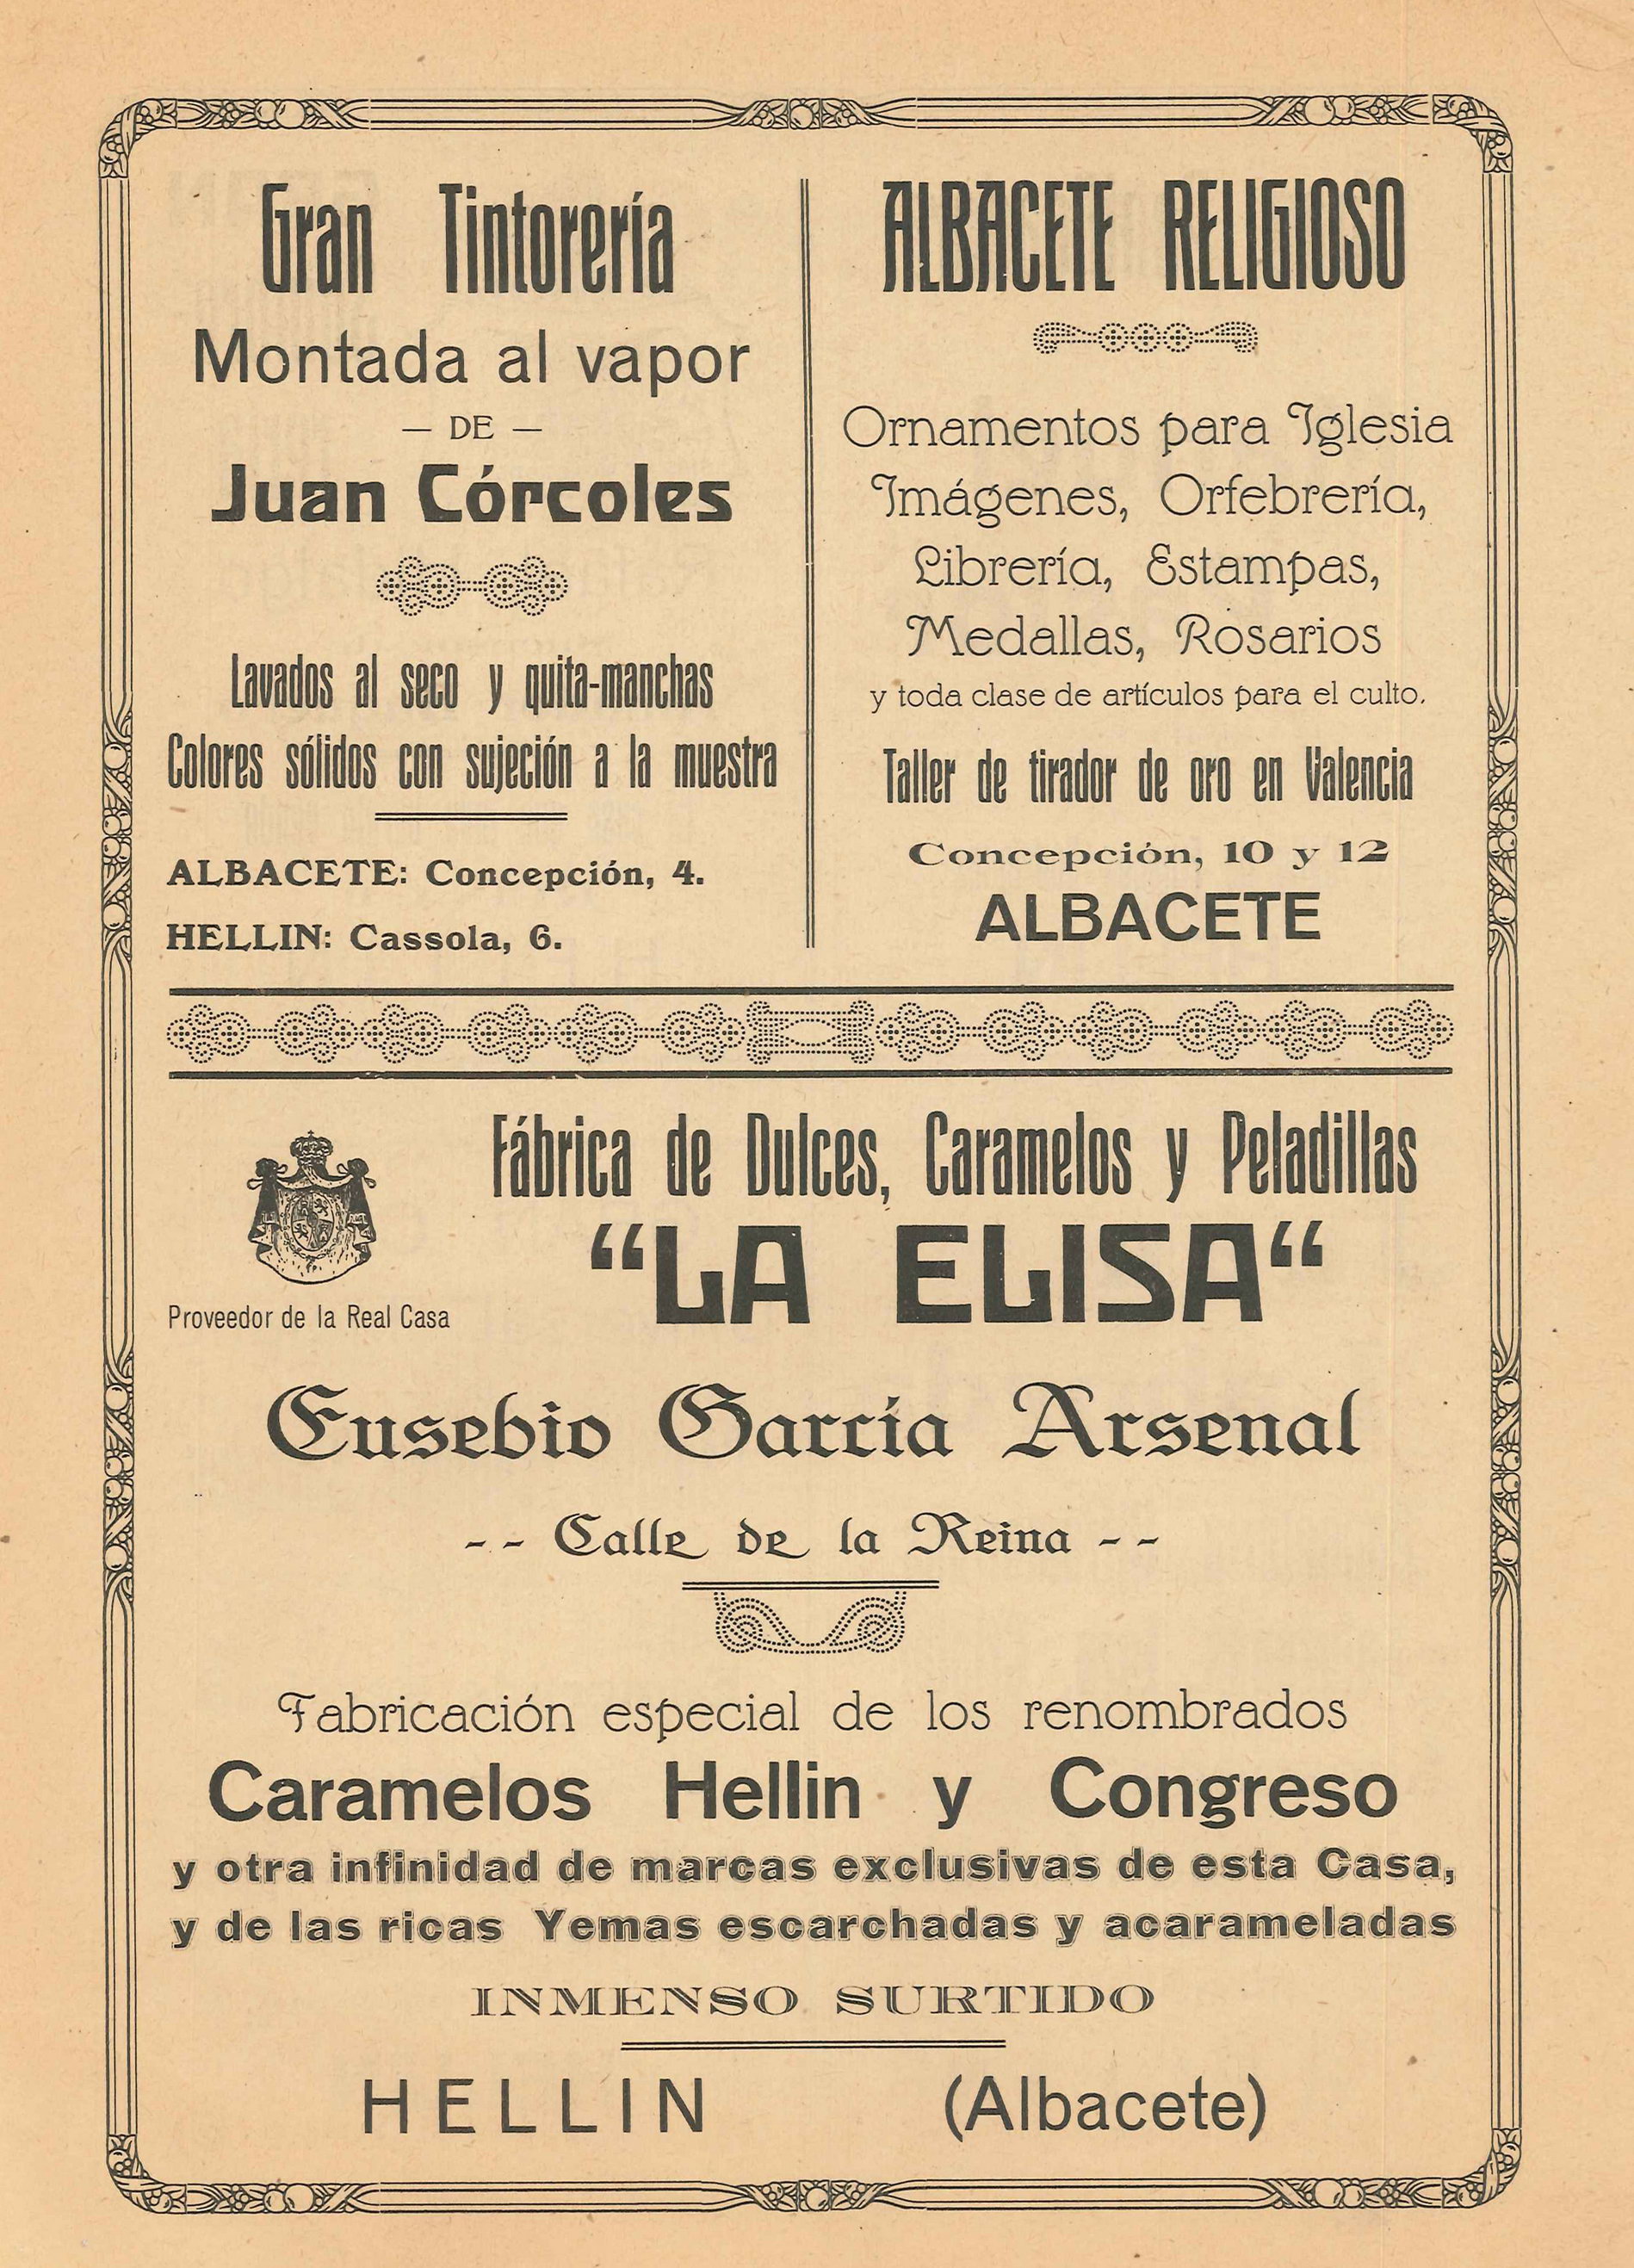 Gran Tintorería
Montada al vapor
— DE —
Juan Córcoles
Lavados al seco y quita-manchas
Colores sólidos con sujeción a la muestra
ALBACETE: Concepción, 4.
HELLIN: Cassola, 6.
ALBACETE RELIGIOSO
Ornamentos para Iglesia
Imágenes, Orfebrería,
Librería, Estampas,
Medallas, Rosarios
y toda clase de artículos para el culto.
Taller de tirador de oro en Valencia
Concepción, 10 y 12
ALBACETE
Fábrica de Dulces, Caramelos y Peladillas
“LA ELISA“
Proveedor de la Real Casa
Eusebio García Arsenal
-- Calle de la Reina --
Fabricación especial de los renombrados
Caramelos Hellin y Congreso
y otra infinidad de marcas exclusivas de esta Casa,
y de las ricas Yemas escarchadas y acarameladas
INMENSO SURTIDO
HELLIN (Albacete)